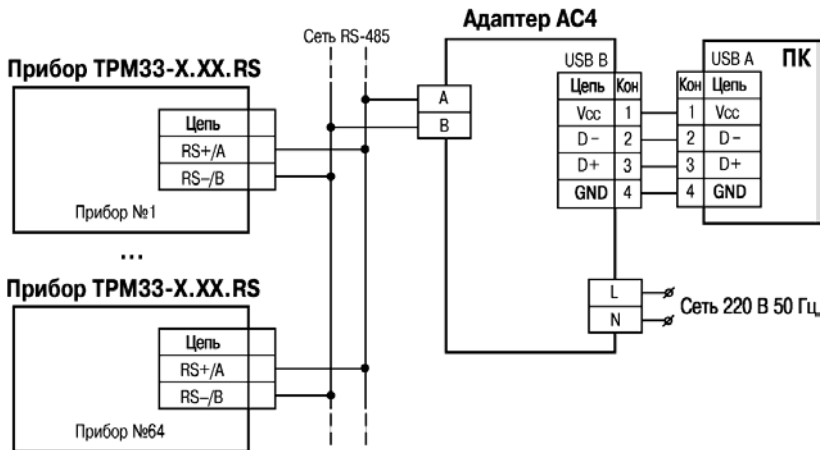 Адаптер АС4
Сеть RS-485
Прибор ТРМ33-Х.ХХ.RS
Цепь
RS+/A
RS–/B
Прибор №1
...
Прибор ТРМ33-Х.ХХ.RS
Цепь
RS+/A
RS–/B
Прибор №64
A
B
USB B
Цепь Кон
Vcc 1
D– 2
D+ 3
GND 4
L
N
Сеть 220 В 50 Гц,
USB A
ПК
Кон Цепь
1 Vcc
2 D–
3 D+
4 GND